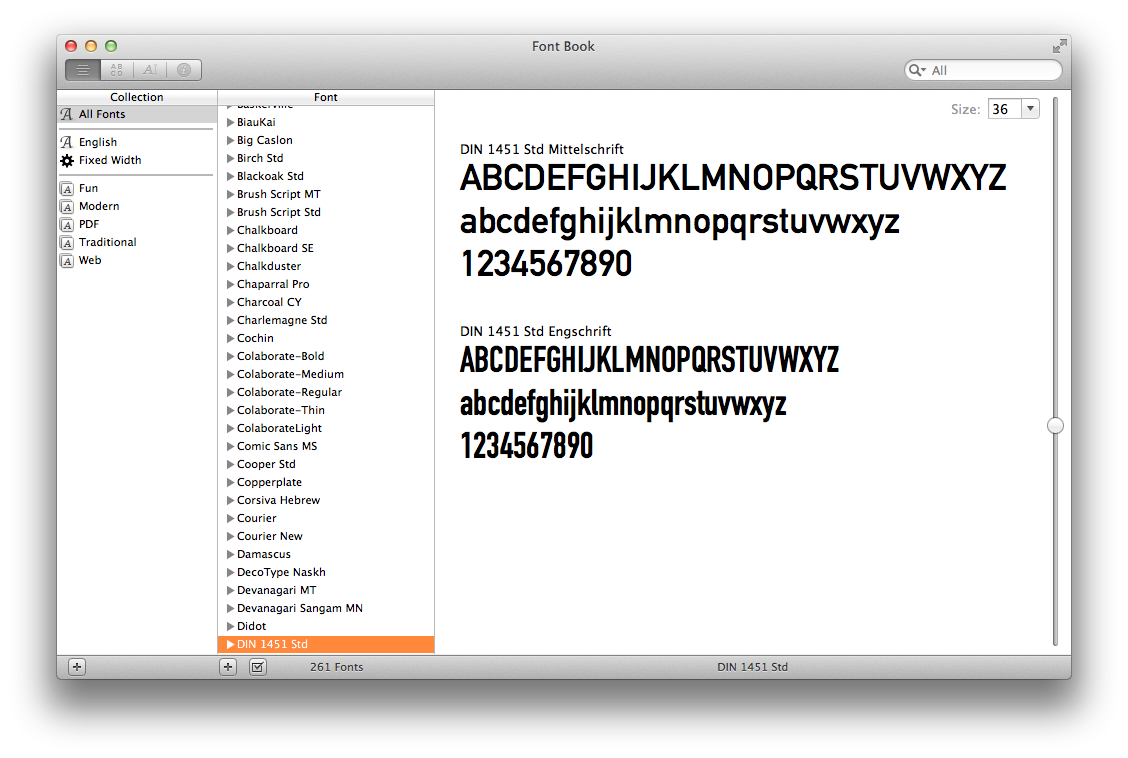 Font Book
AB
CD
AI
All
Collection
All Fonts
English
Fixed Width
Fun
Modern
PDF
Traditional
Web
Font
Baskerville
BiauKai
Big Caslon
Birch Std
Blackoak Std
Brush Script MT
Brush Script Std
Chalkboard
Chalkboard SE
Chalkduster
Chaparral Pro
Charcoal CY
Charlemagne Std
Cochin
Colaborate-Bold
Colaborate-Medium
Colaborate-Regular
Colaborate-Thin
ColaborateLight
Comic Sans MS
Cooper Std
Copperplate
Corsiva Hebrew
Courier
Courier New
Damascus
DecoType Naskh
Devanagari MT
Devanagari Sangam MN
Didot
DIN 1451 Std
Size: 36
DIN 1451 Std Mittelschrift
ABCDEFGHIJKLMNOPQRSTUVWXYZ
abcdefghijklmnopqrstuvwxyz
1234567890
DIN 1451 Std Engschrift
ABCDEFGHIJKLMNOPQRSTUVWXYZ
abcdefghijklmnopqrstuvwxyz
1234567890
261 Fonts
DIN 1451 Std